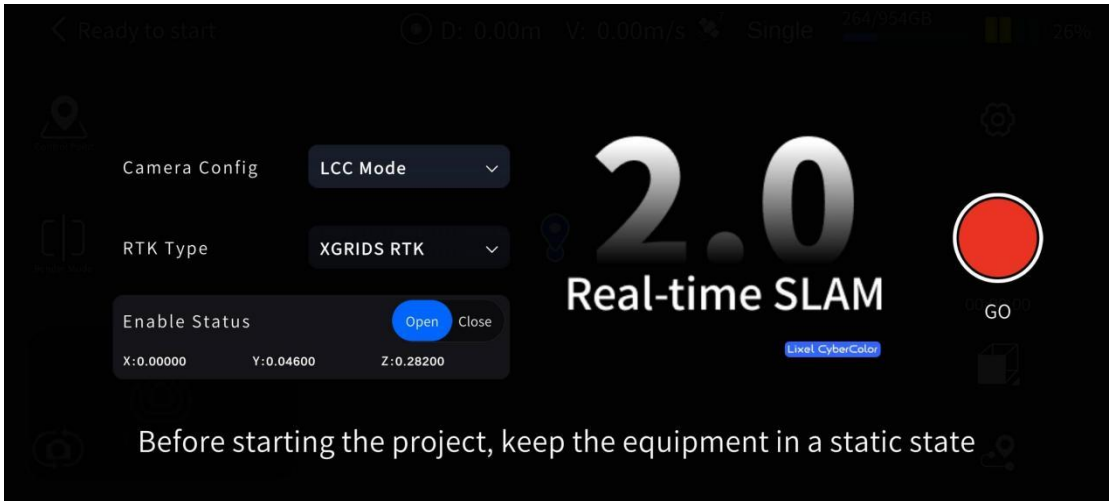 Ready to start D: 0.00m V: 0.00m/s Single 264/954GB 26%
Camera Config LCC Mode
2.0
RTK Type XGRIDS RTK
Real-time SLAM
Enable Status Open Close
GO
X:0.00000 Y:0.04600 Z:0.28200
Lixel CyberColor
Before starting the project, keep the equipment in a static state